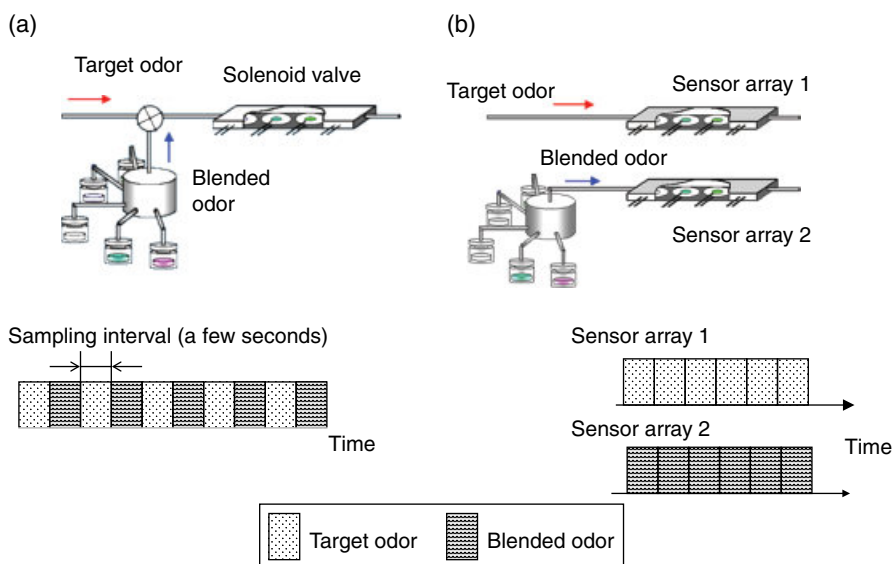 (a)
Target odor
Solenoid valve
Blended
odor
Sampling interval (a few seconds)
Time
(b)
Sensor array 1
Target odor
Blended odor
Sensor array 2
Sensor array 1
Sensor array 2
Time
Target odor
Blended odor